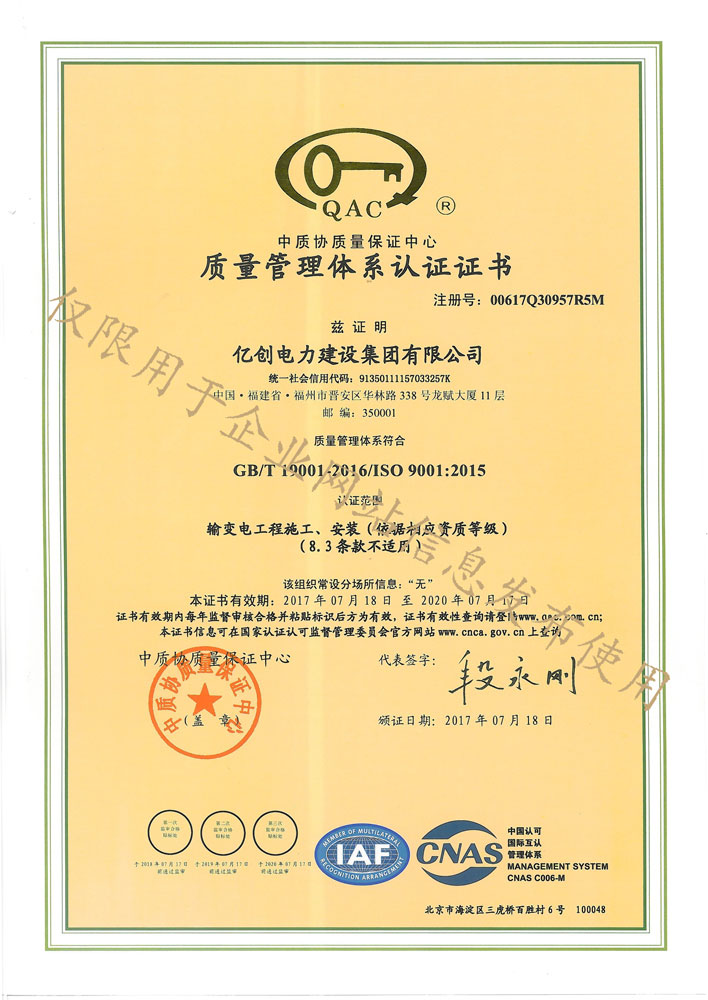 QAC ®
中质协质量保证中心
质量管理体系认证证书
注册号：00617Q30957R5M
兹证明
亿创电力建设集团有限公司
统一社会信用代码：91350111157033257K
中国·福建省·福州市晋安区华林路338号龙赋大厦11层
邮编：350001
质量管理体系符合
GB/T 19001-2016/ISO 9001:2015
认证范围
输变电工程施工、安装（依据相应资质等级）
（8.3条款不适用）
该组织常设分场所信息：“无”
本证书有效期：2017年07月18日 至 2020年07月17日
证书有效期内每年监督审核合格并粘贴标识后方为有效，证书有效性查询请登陆www.qac.com.cn;
本证书信息可在国家认证认可监督管理委员会官方网站www.cnca.gov.cn上查询
中质协质量保证中心
代表签字：
段永刚
（盖 章）
颁证日期：2017年07月18日
中质协质量保证中心
仅限用于企业网站信息发布使用
第一次
监审合格
贴标处
第二次
监审合格
贴标处
第三次
监审合格
贴标处
于2018年07月17日
前通过监审
于2019年07月17日
前通过监审
于2020年07月17日
前通过监审
MEMBER OF MULTILATERAL
IAF
RECOGNITION ARRANGEMENT
CNAS
中国认可
国际互认
管理体系
MANAGEMENT SYSTEM
CNAS C006-M
北京市海淀区三虎桥百胜村6号 100048